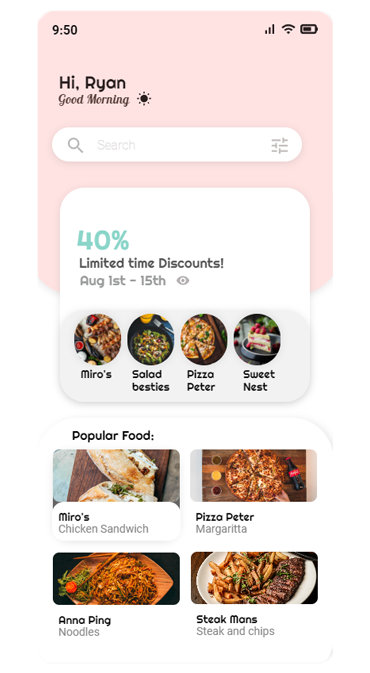 9:50
Hi, Ryan
Good Morning
Search
40%
Limited time Discounts!
Aug 1st - 15th
Miro's
Salad
besties
Pizza
Peter
Sweet
Nest
Popular Food:
Miro's
Chicken Sandwich
Pizza Peter
Margaritta
Anna Ping
Noodles
Steak Mans
Steak and chips